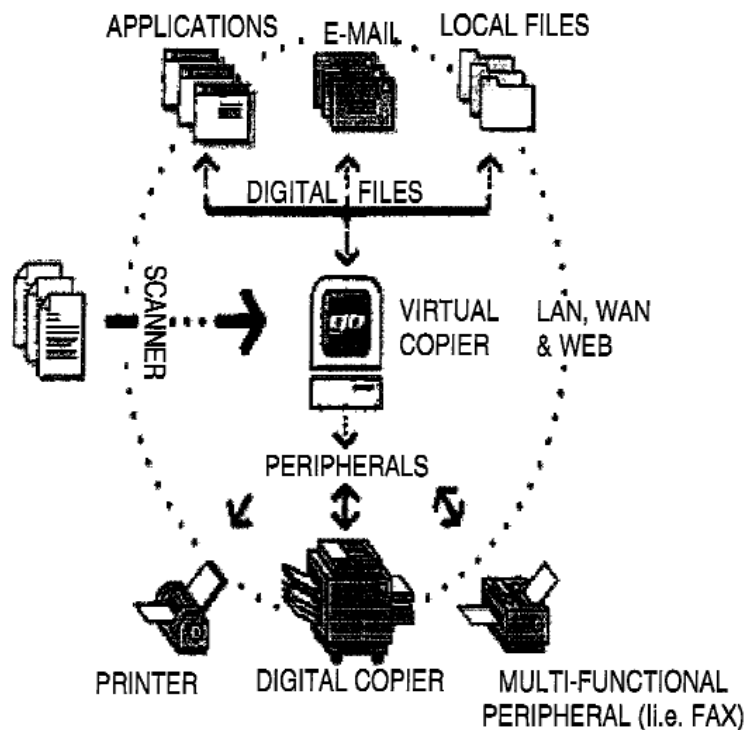 APPLICATIONS
E-MAIL
LOCAL FILES
DIGITAL FILES
SCANNER
go
VIRTUAL
COPIER
LAN, WAN
& WEB
PERIPHERALS
PRINTER
DIGITAL COPIER
MULTI-FUNCTIONAL
PERIPHERAL (Ii.e. FAX)